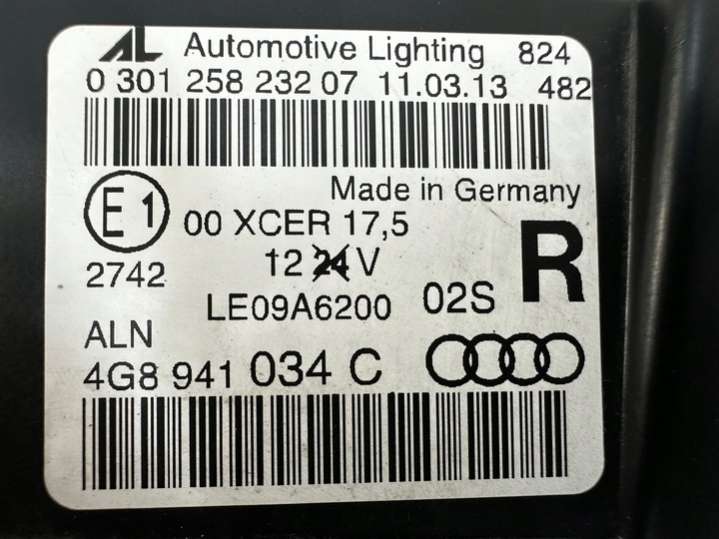 AL Automotive Lighting 824
0 301 258 232 07 11.03.13 482
Made in Germany
E1 00 XCER 17,5
2742 12 24 V R
LE09A6200 02S
ALN
4G8 941 034 C